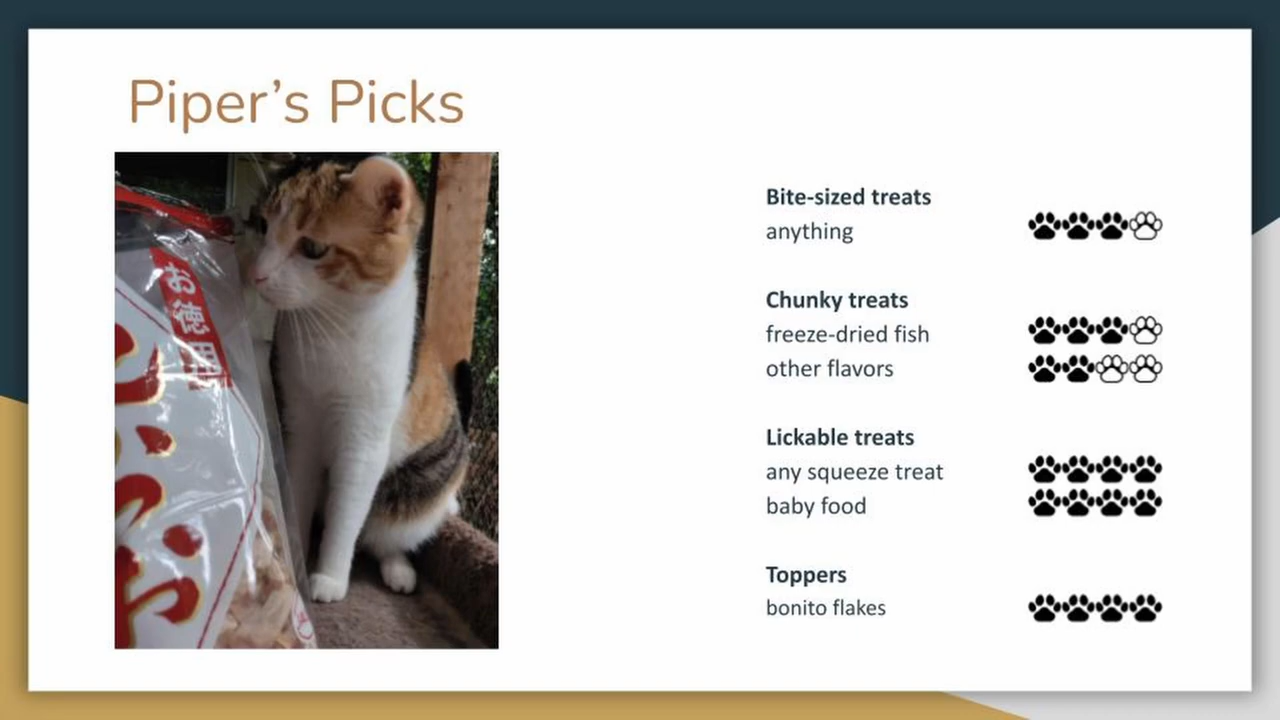 Piper’s Picks
お徳用
Bite-sized treats
anything
Chunky treats
freeze-dried fish
other flavors
Lickable treats
any squeeze treat
baby food
Toppers
bonito flakes